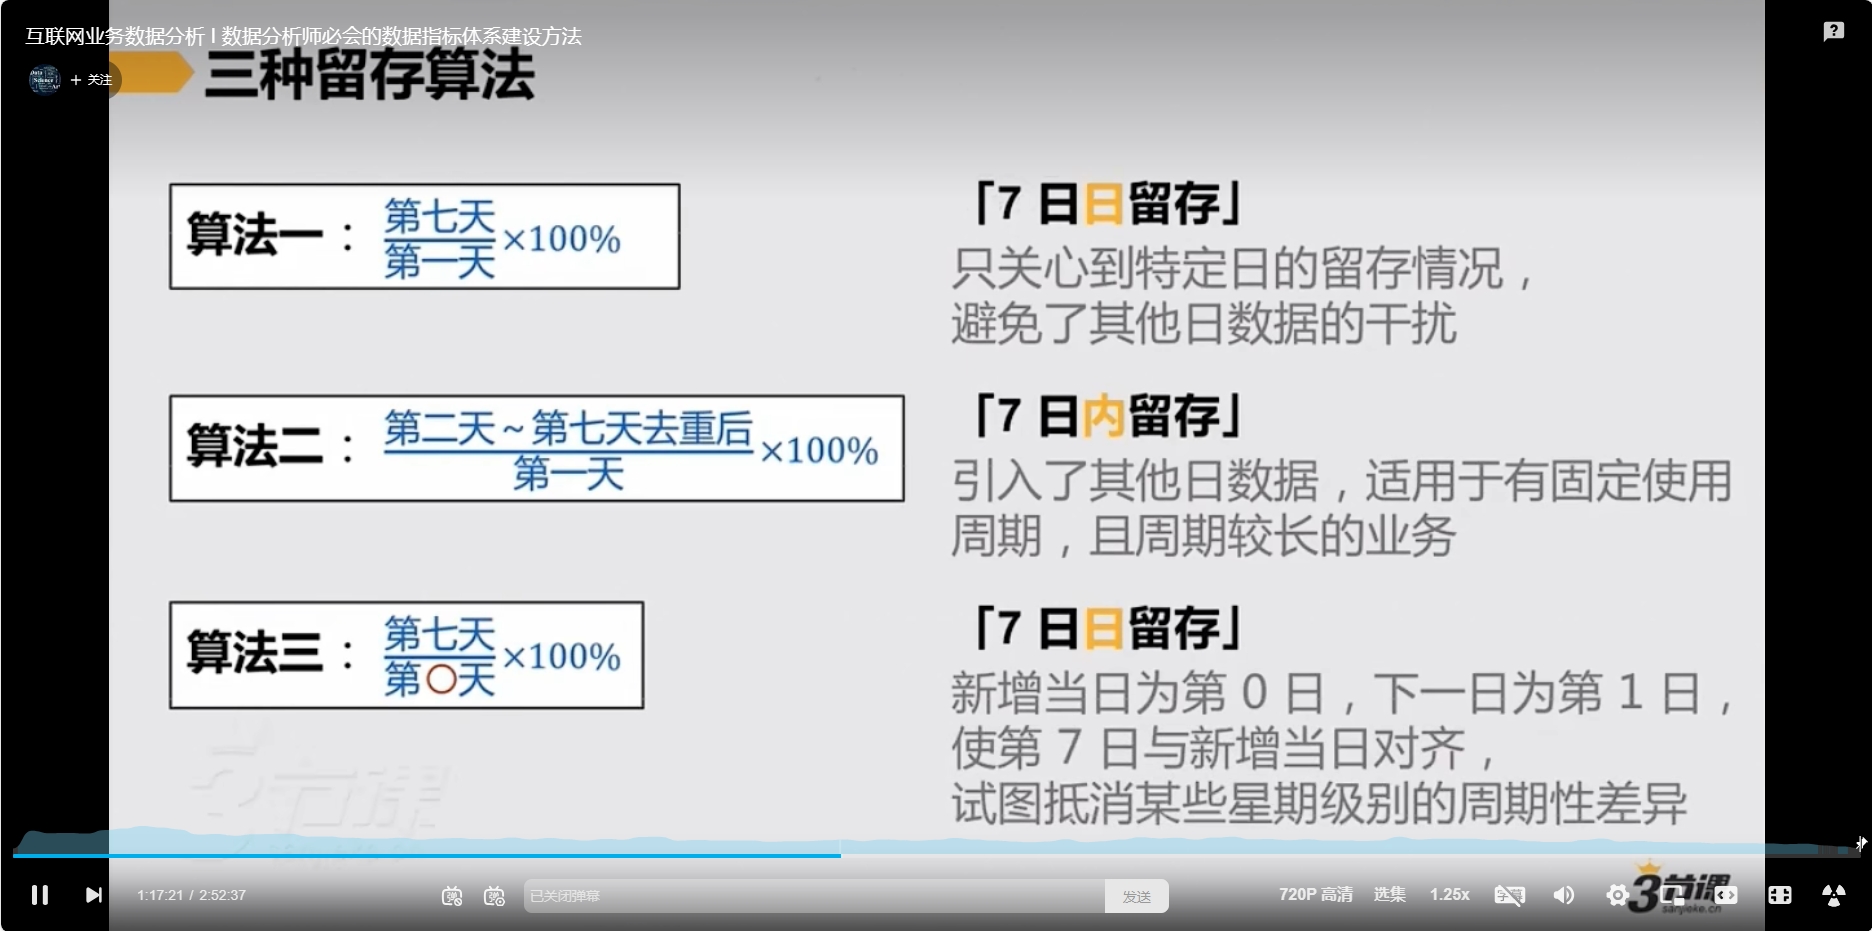 互联网业务数据分析 I 数据分析师必会的数据指标体系建设方法
+ 关注
三种留存算法
算法一：第七天
第一天
×100%
「7 日日留存」
只关心到特定日的留存情况，
避免了其他日数据的干扰
算法二：第二天～第七天去重后
第一天
×100%
「7 日内留存」
引入了其他日数据，适用于有固定使用
周期，且周期较长的业务
算法三：第七天
第〇天
×100%
「7 日日留存」
新增当日为第 0 日，下一日为第 1 日，
使第 7 日与新增当日对齐，
试图抵消某些星期级别的周期性差异
3节课
1:17:21 / 2:52:37
已关闭弹幕
发送
720P 高清
选集
1.25x
3节课
sanjieke.cn